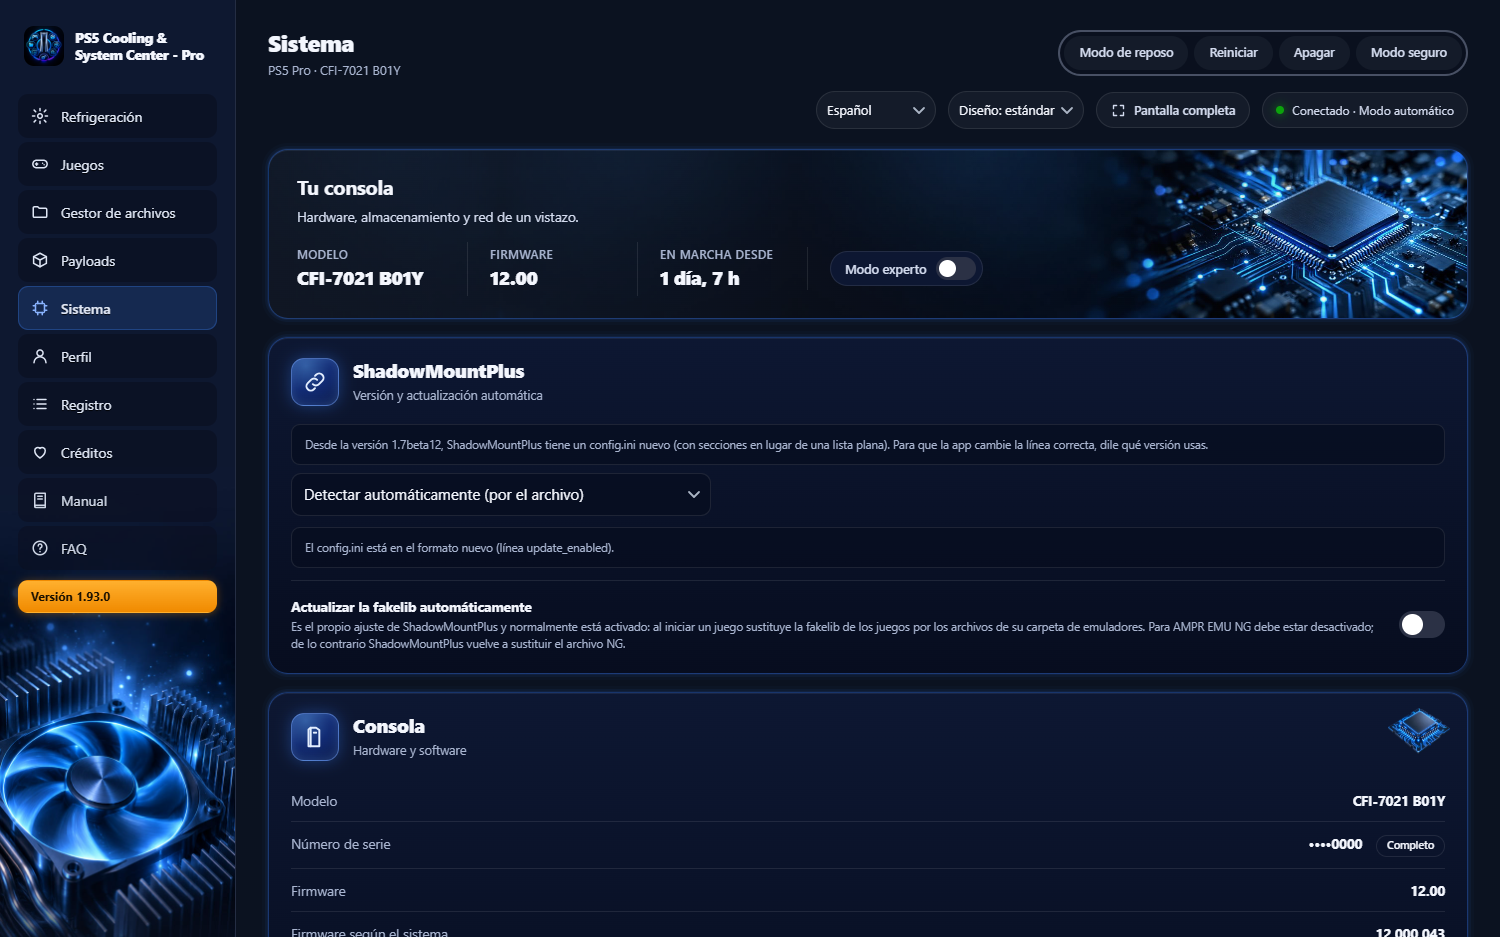 PS5 Cooling &
System Center - Pro
Refrigeración
Juegos
Gestor de archivos
Payloads
Sistema
Perfil
Registro
Créditos
Manual
FAQ
Versión 1.93.0
Sistema
PS5 Pro · CFI-7021 B01Y
Modo de reposo
Reiniciar
Apagar
Modo seguro
Español
Diseño: estándar
Pantalla completa
Conectado · Modo automático
Tu consola
Hardware, almacenamiento y red de un vistazo.
MODELO
CFI-7021 B01Y
FIRMWARE
12.00
EN MARCHA DESDE
1 día, 7 h
Modo experto
ShadowMountPlus
Versión y actualización automática
Desde la versión 1.7beta12, ShadowMountPlus tiene un config.ini nuevo (con secciones en lugar de una lista plana). Para que la app cambie la línea correcta, dile qué versión usas.
Detectar automáticamente (por el archivo)
El config.ini está en el formato nuevo (línea update_enabled).
Actualizar la fakelib automáticamente
Es el propio ajuste de ShadowMountPlus y normalmente está activado: al iniciar un juego sustituye la fakelib de los juegos por los archivos de su carpeta de emuladores. Para AMPR EMU NG debe estar desactivado;
de lo contrario ShadowMountPlus vuelve a sustituir el archivo NG.
Consola
Hardware y software
Modelo
CFI-7021 B01Y
Número de serie
••••0000
Completo
Firmware
12.00
Firmware según el sistema
12.000.043